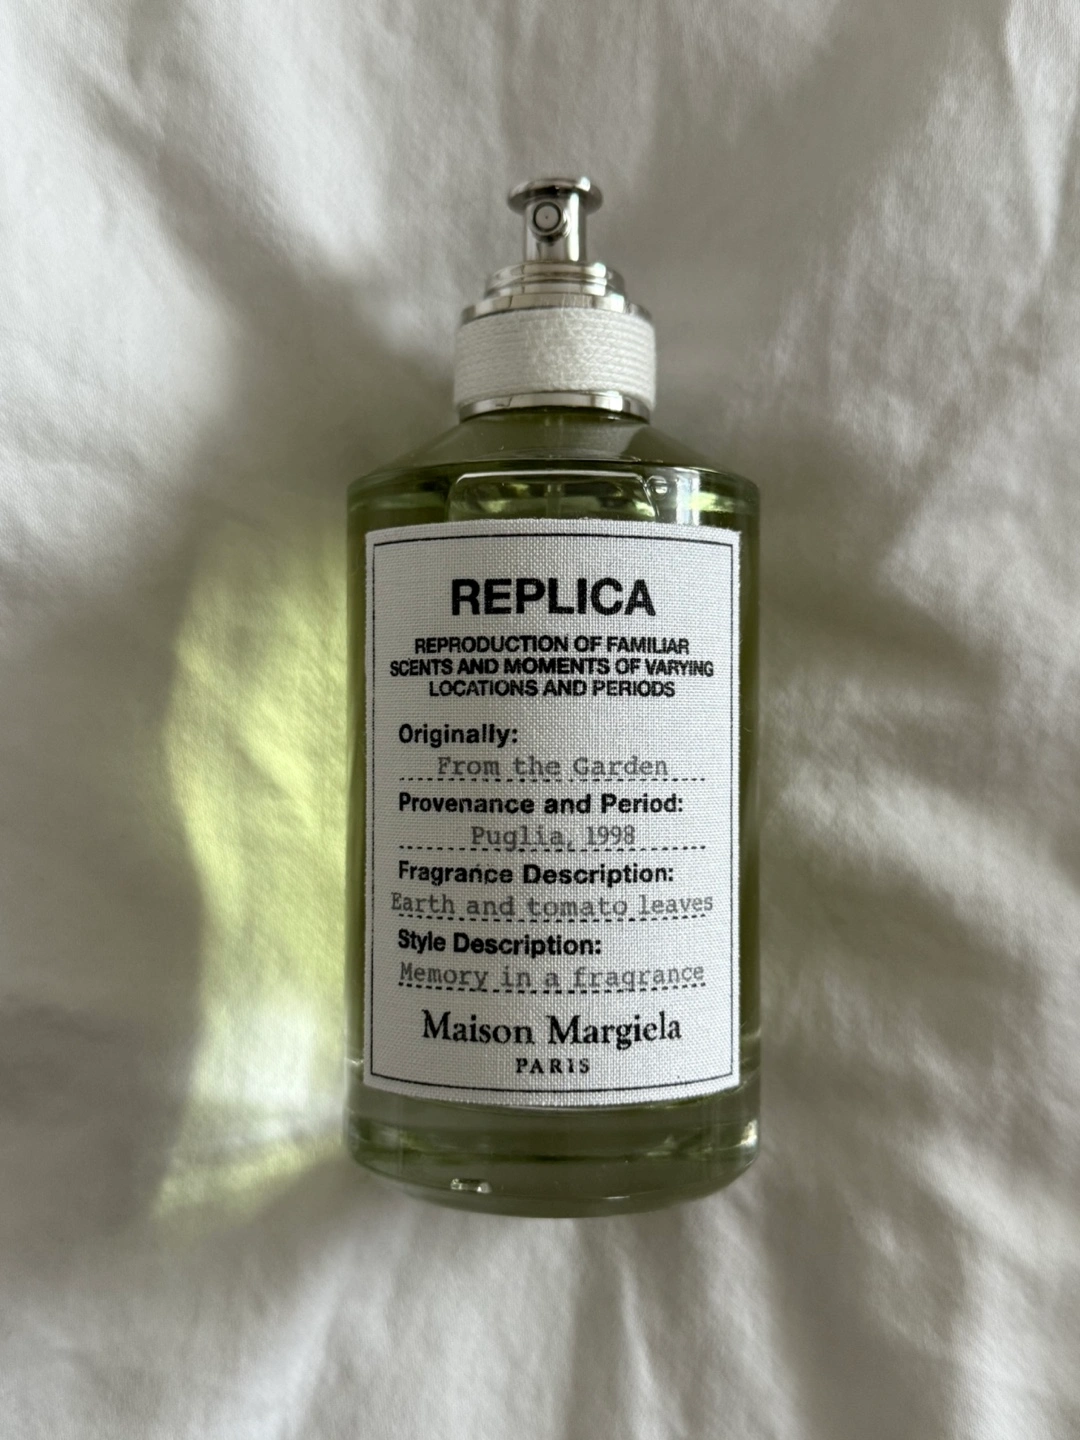 REPLICA
REPRODUCTION OF FAMILIAR
SCENTS AND MOMENTS OF VARYING
LOCATIONS AND PERIODS
Originally:
From the Garden
Provenance and Period:
Puglia, 1998
Fragrance Description:
Earth and tomato leaves
Style Description:
Memory in a fragrance
Maison Margiela
PARIS